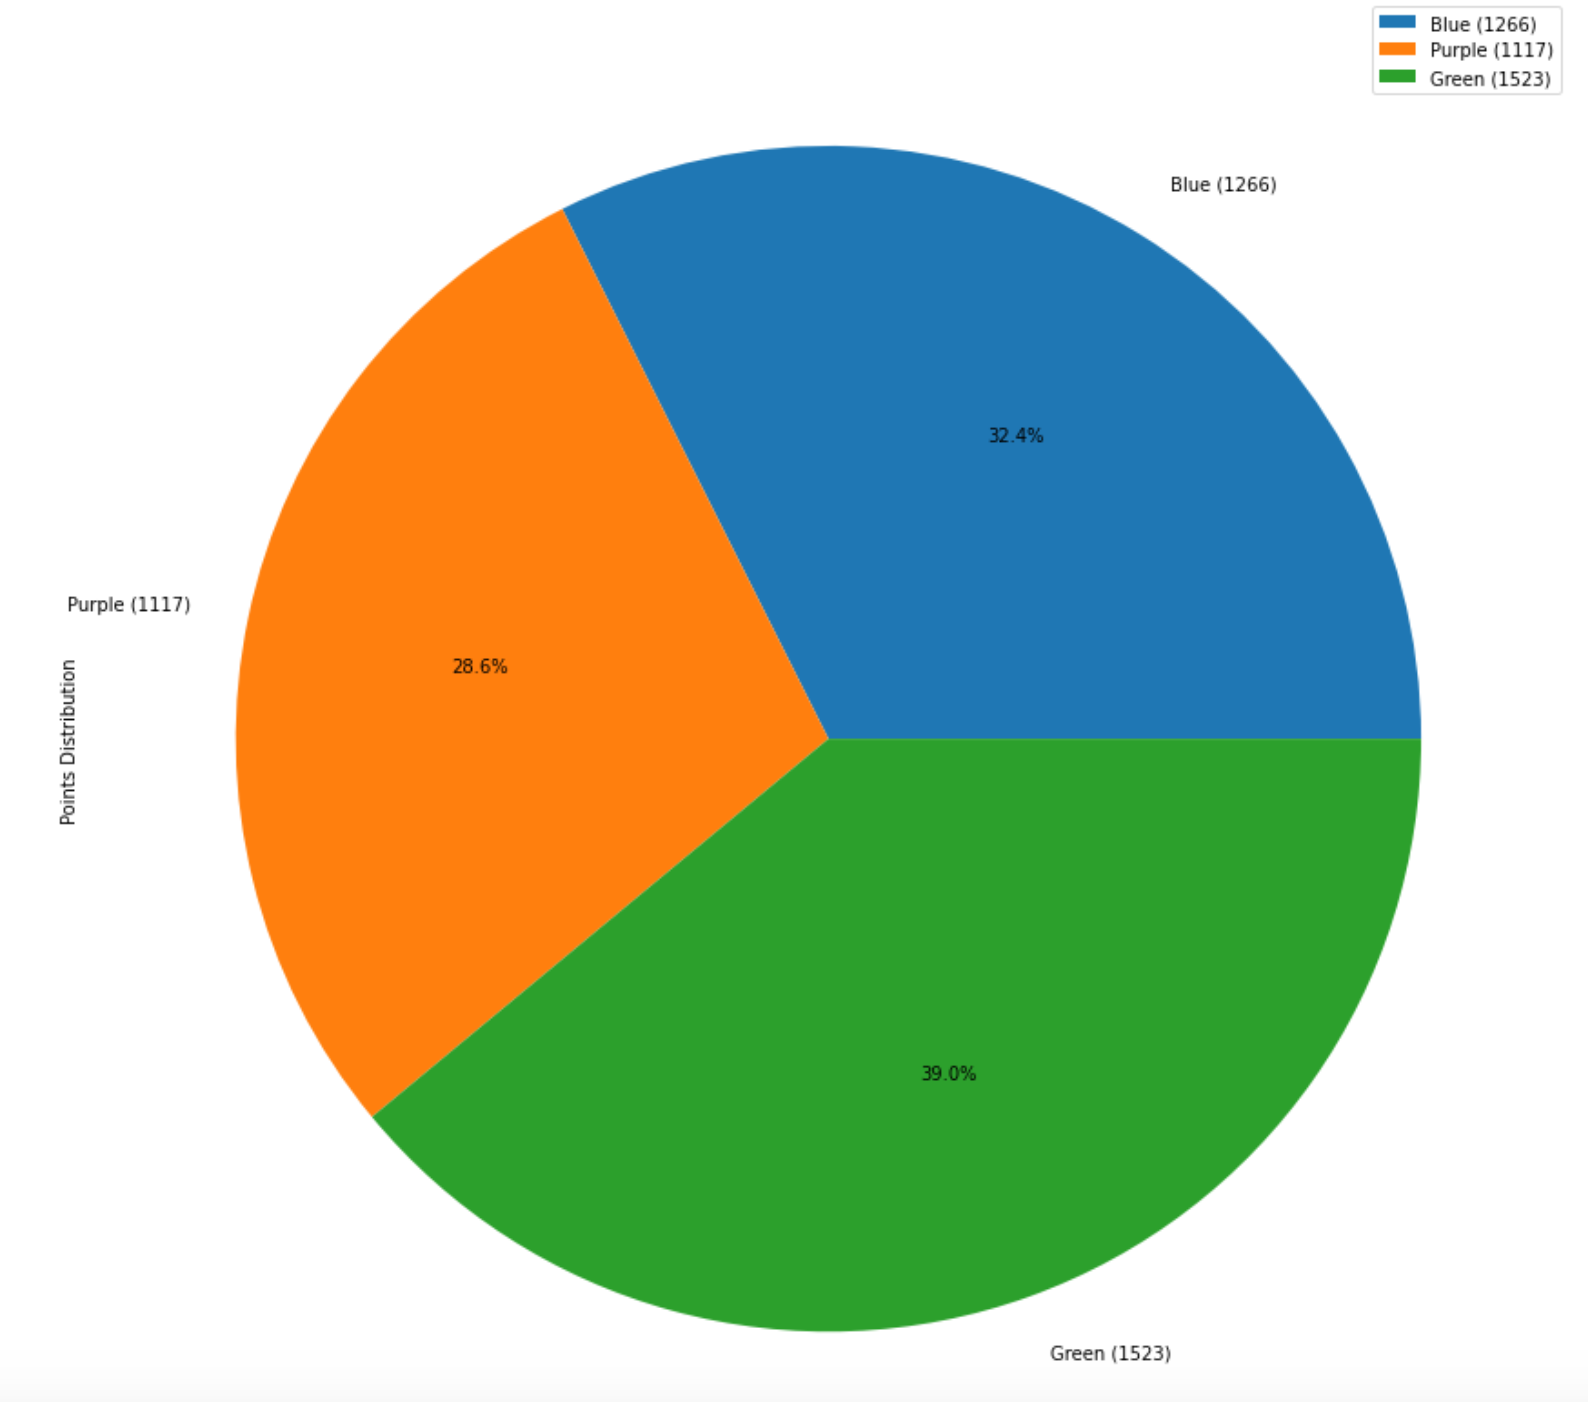 Blue (1266)
Purple (1117)
Green (1523)
Blue (1266)
32.4%
Purple (1117)
28.6%
Points Distribution
39.0%
Green (1523)